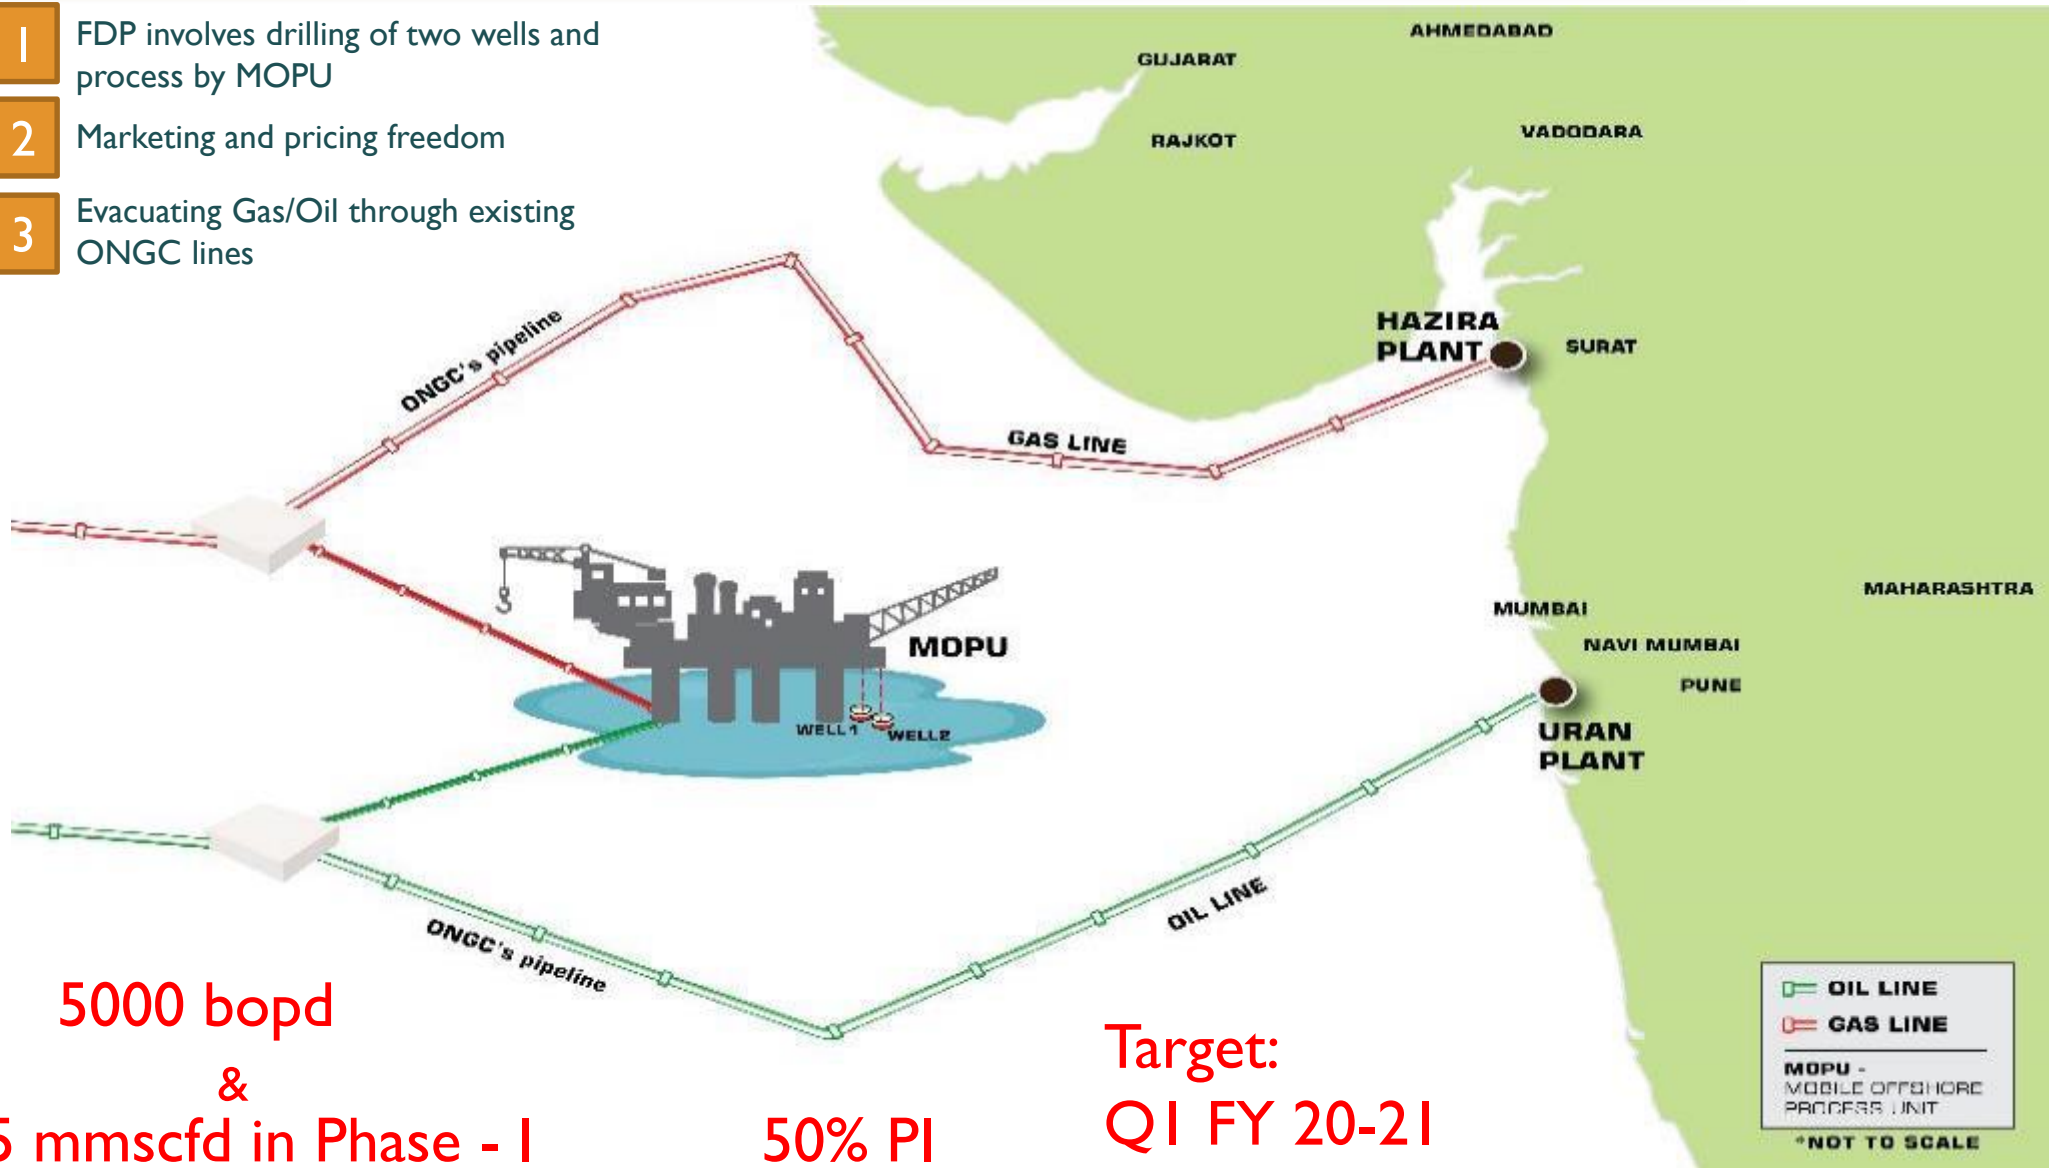 1
FDP involves drilling of two wells and
process by MOPU
2
Marketing and pricing freedom
3
Evacuating Gas/Oil through existing
ONGC lines
AHMEDABAD
GUJARAT
VADODARA
RAJKOT
HAZIRA
PLANT
SURAT
ONGC's pipeline
GAS LINE
MAHARASHTRA
MUMBAI
NAVI MUMBAI
PUNE
MOPU
WELL1
WELL2
URAN
PLANT
OIL LINE
ONGC's pipeline
5000 bopd
&
mmscfd in Phase - I
50% PI
Target:
Q1 FY 20-21
OIL LINE
GAS LINE
MOPU -
MOBILE OFFSHORE
PROCESS UNIT
*NOT TO SCALE